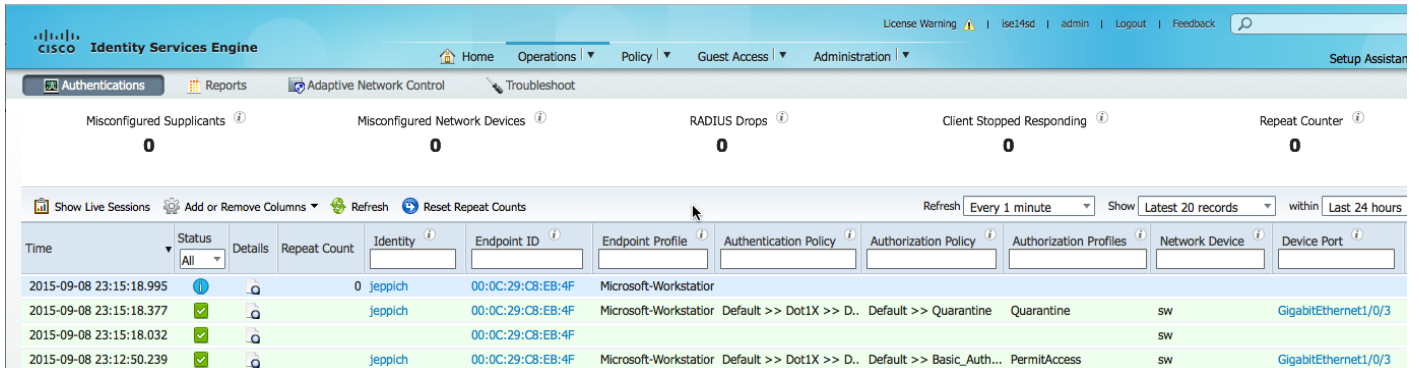 License Warning | ise14sd | admin | Logout | Feedback
cisco Identity Services Engine
Home Operations Policy Guest Access Administration Setup Assistan
Authentications Reports Adaptive Network Control Troubleshoot
Misconfigured Supplicants Misconfigured Network Devices RADIUS Drops Client Stopped Responding Repeat Counter
0 0 0 0 0
Show Live Sessions Add or Remove Columns Refresh Reset Repeat Counts Refresh Every 1 minute Show Latest 20 records within Last 24 hours
Time Status Details Repeat Count Identity Endpoint ID Endpoint Profile Authentication Policy Authorization Policy Authorization Profiles Network Device Device Port
All
2015-09-08 23:15:18.995 0 jeppich 00:0C:29:C8:EB:4F Microsoft-Workstatior
2015-09-08 23:15:18.377 jeppich 00:0C:29:C8:EB:4F Microsoft-Workstatior Default >> Dot1X >> D.. Default >> Quarantine Quarantine sw GigabitEthernet1/0/3
2015-09-08 23:15:18.032 00:0C:29:C8:EB:4F sw
2015-09-08 23:12:50.239 jeppich 00:0C:29:C8:EB:4F Microsoft-Workstatior Default >> Dot1X >> D.. Default >> Basic_Auth... PermitAccess sw GigabitEthernet1/0/3